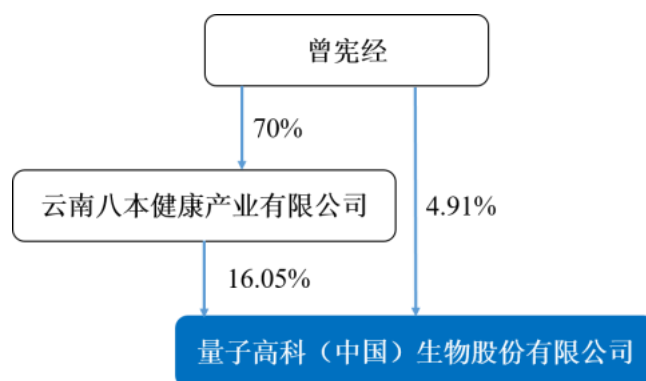 曾宪经
70%
云南八本健康产业有限公司
4.91%
16.05%
量子高科（中国）生物股份有限公司